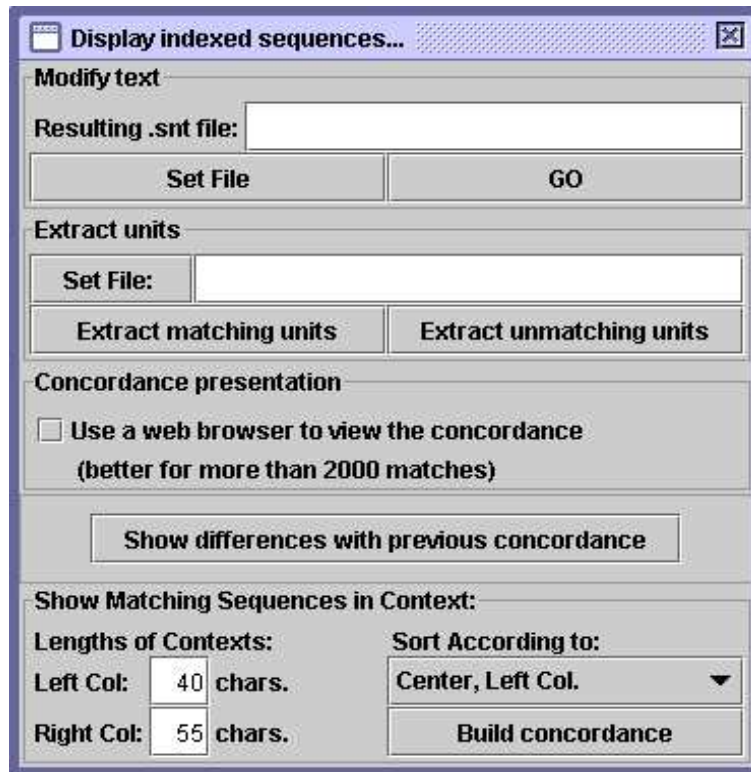 Display indexed sequences...
Modify text
Resulting .snt file:
Set File GO
Extract units
Set File:
Extract matching units Extract unmatching units
Concordance presentation
Use a web browser to view the concordance
(better for more than 2000 matches)
Show differences with previous concordance
Show Matching Sequences in Context:
Lengths of Contexts: Sort According to:
Left Col: 40 chars. Center, Left Col.
Right Col: 55 chars. Build concordance